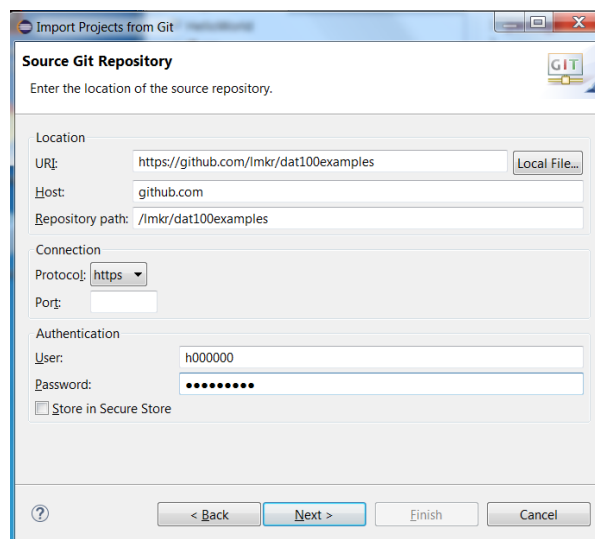 Import Projects from Git
Source Git Repository
Enter the location of the source repository.
GIT
Location
URI: https://github.com/lmkr/dat100examples Local File...
Host: github.com
Repository path: /lmkr/dat100examples
Connection
Protocol: https
Port:
Authentication
User: h000000
Password: ●●●●●●●●●
Store in Secure Store
? < Back Next > Finish Cancel